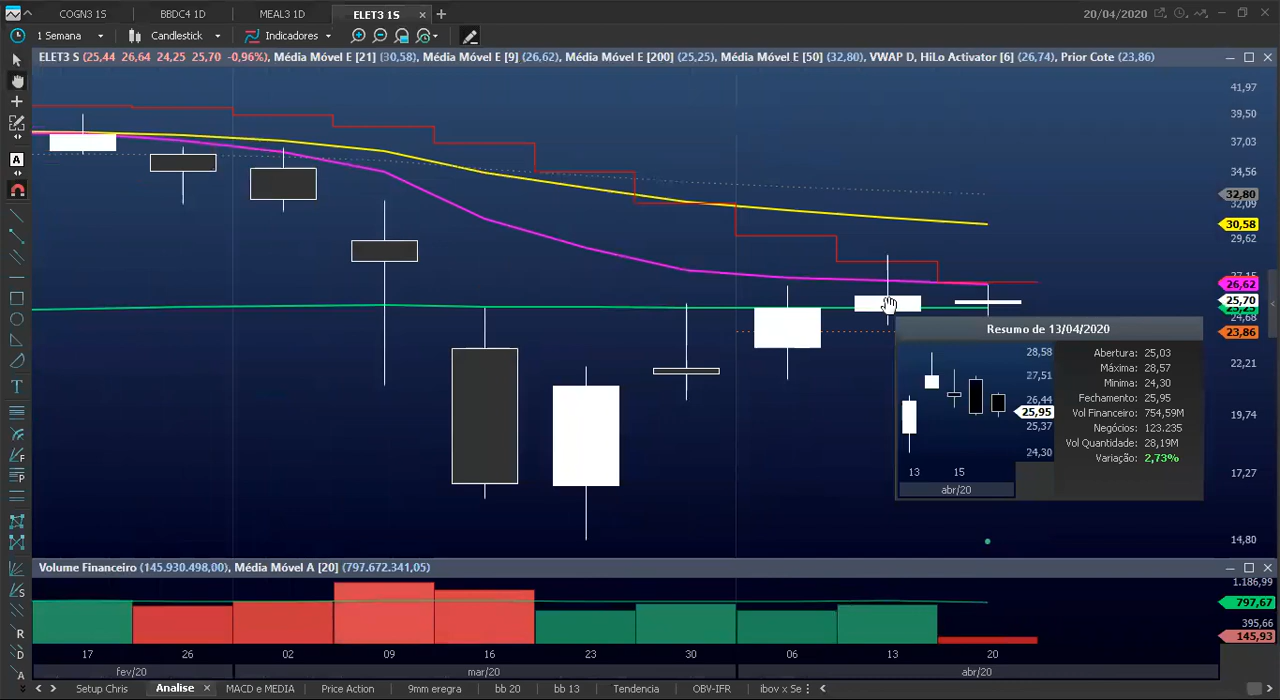 COGN3 1S BBDC4 1D MEAL3 1D ELET3 1S × + 20/04/2020
1 Semana Candlestick Indicadores
ELET3 S (25,44 26,64 24,25 25,70 -0,96%), Média Móvel E [21] (30,58), Média Móvel E [9] (26,62), Média Móvel E [200] (25,25), Média Móvel E [50] (32,80), VWAP D, HiLo Activator [6] (26,74), Prior Cote (23,86)
41,97
39,50
37,03
34,56
32,80
32,09
30,58
29,62
27,15
26,62
25,70
25,25
24,68
23,86
22,21
19,74
17,27
14,80
Resumo de 13/04/2020
28,58
27,51
26,44
25,95
25,37
24,30
13 15
abr/20
Abertura: 25,03
Máxima: 28,57
Mínima: 24,30
Fechamento: 25,95
Vol Financeiro: 754,59M
Negócios: 123.235
Vol Quantidade: 28,19M
Variação: 2,73%
Volume Financeiro (145.930.498,00), Média Móvel A [20] (797.672.341,05)
1.186,99
797,67
395,66
145,93
17 26 02 09 16 23 30 06 13 20
fev/20 mar/20 abr/20
A
T
F
P
S
R
D
A
Setup Chris Analise × MACD e MEDIA Price Action 9mm eregra bb 20 bb 13 Tendencia OBV-IFR ibov x Se